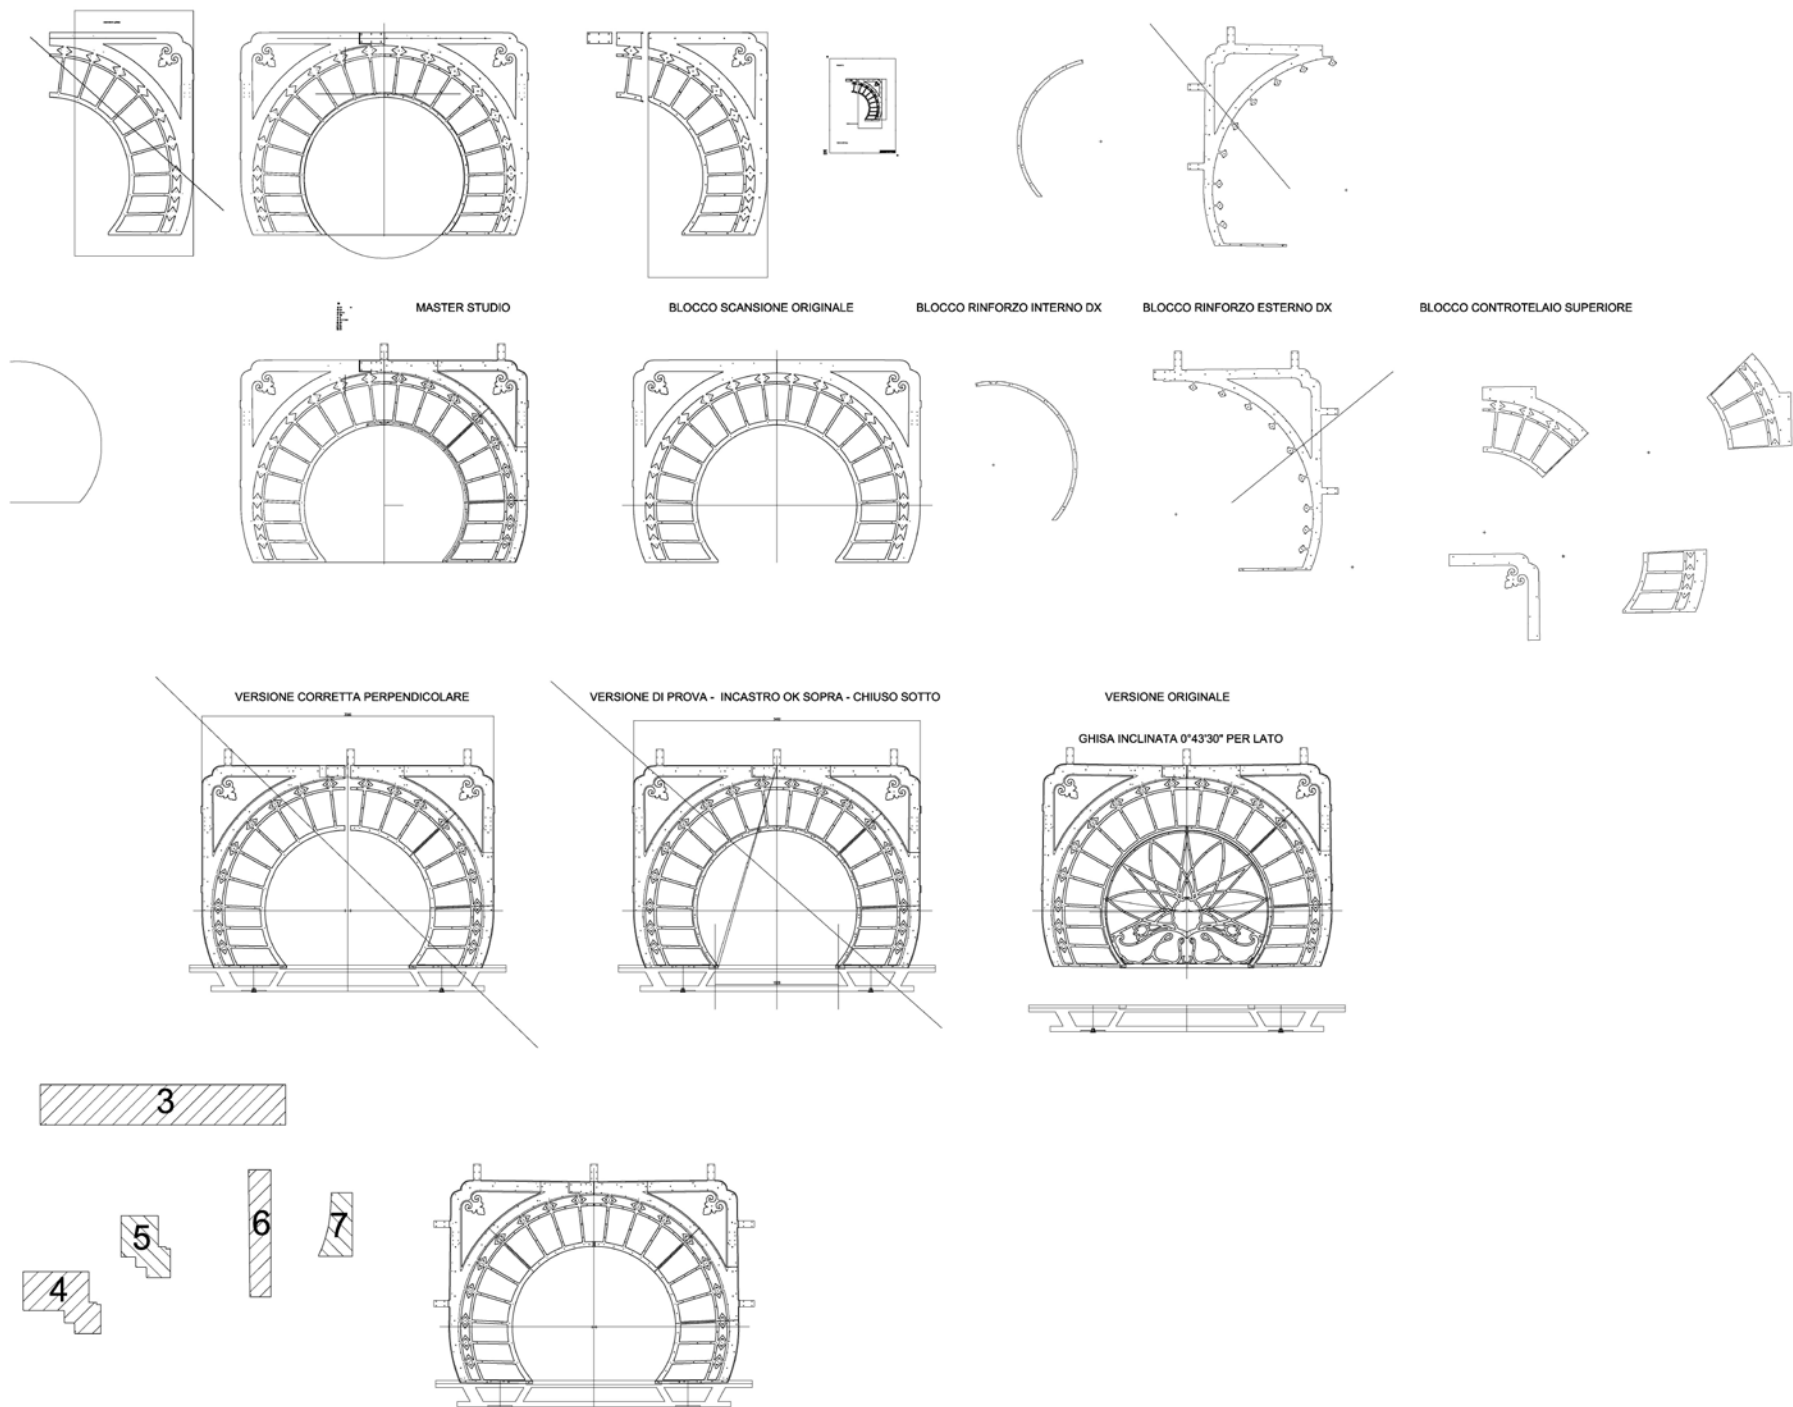 MASTER STUDIO
BLOCCO SCANSIONE ORIGINALE
BLOCCO RINFORZO INTERNO DX
BLOCCO RINFORZO ESTERNO DX
BLOCCO CONTROTELAIO SUPERIORE
VERSIONE CORRETTA PERPENDICOLARE
VERSIONE DI PROVA - INCASTRO OK SOPRA - CHIUSO SOTTO
VERSIONE ORIGINALE
GHISA INCLINATA 0°43'30" PER LATO
3
5
6
7
4